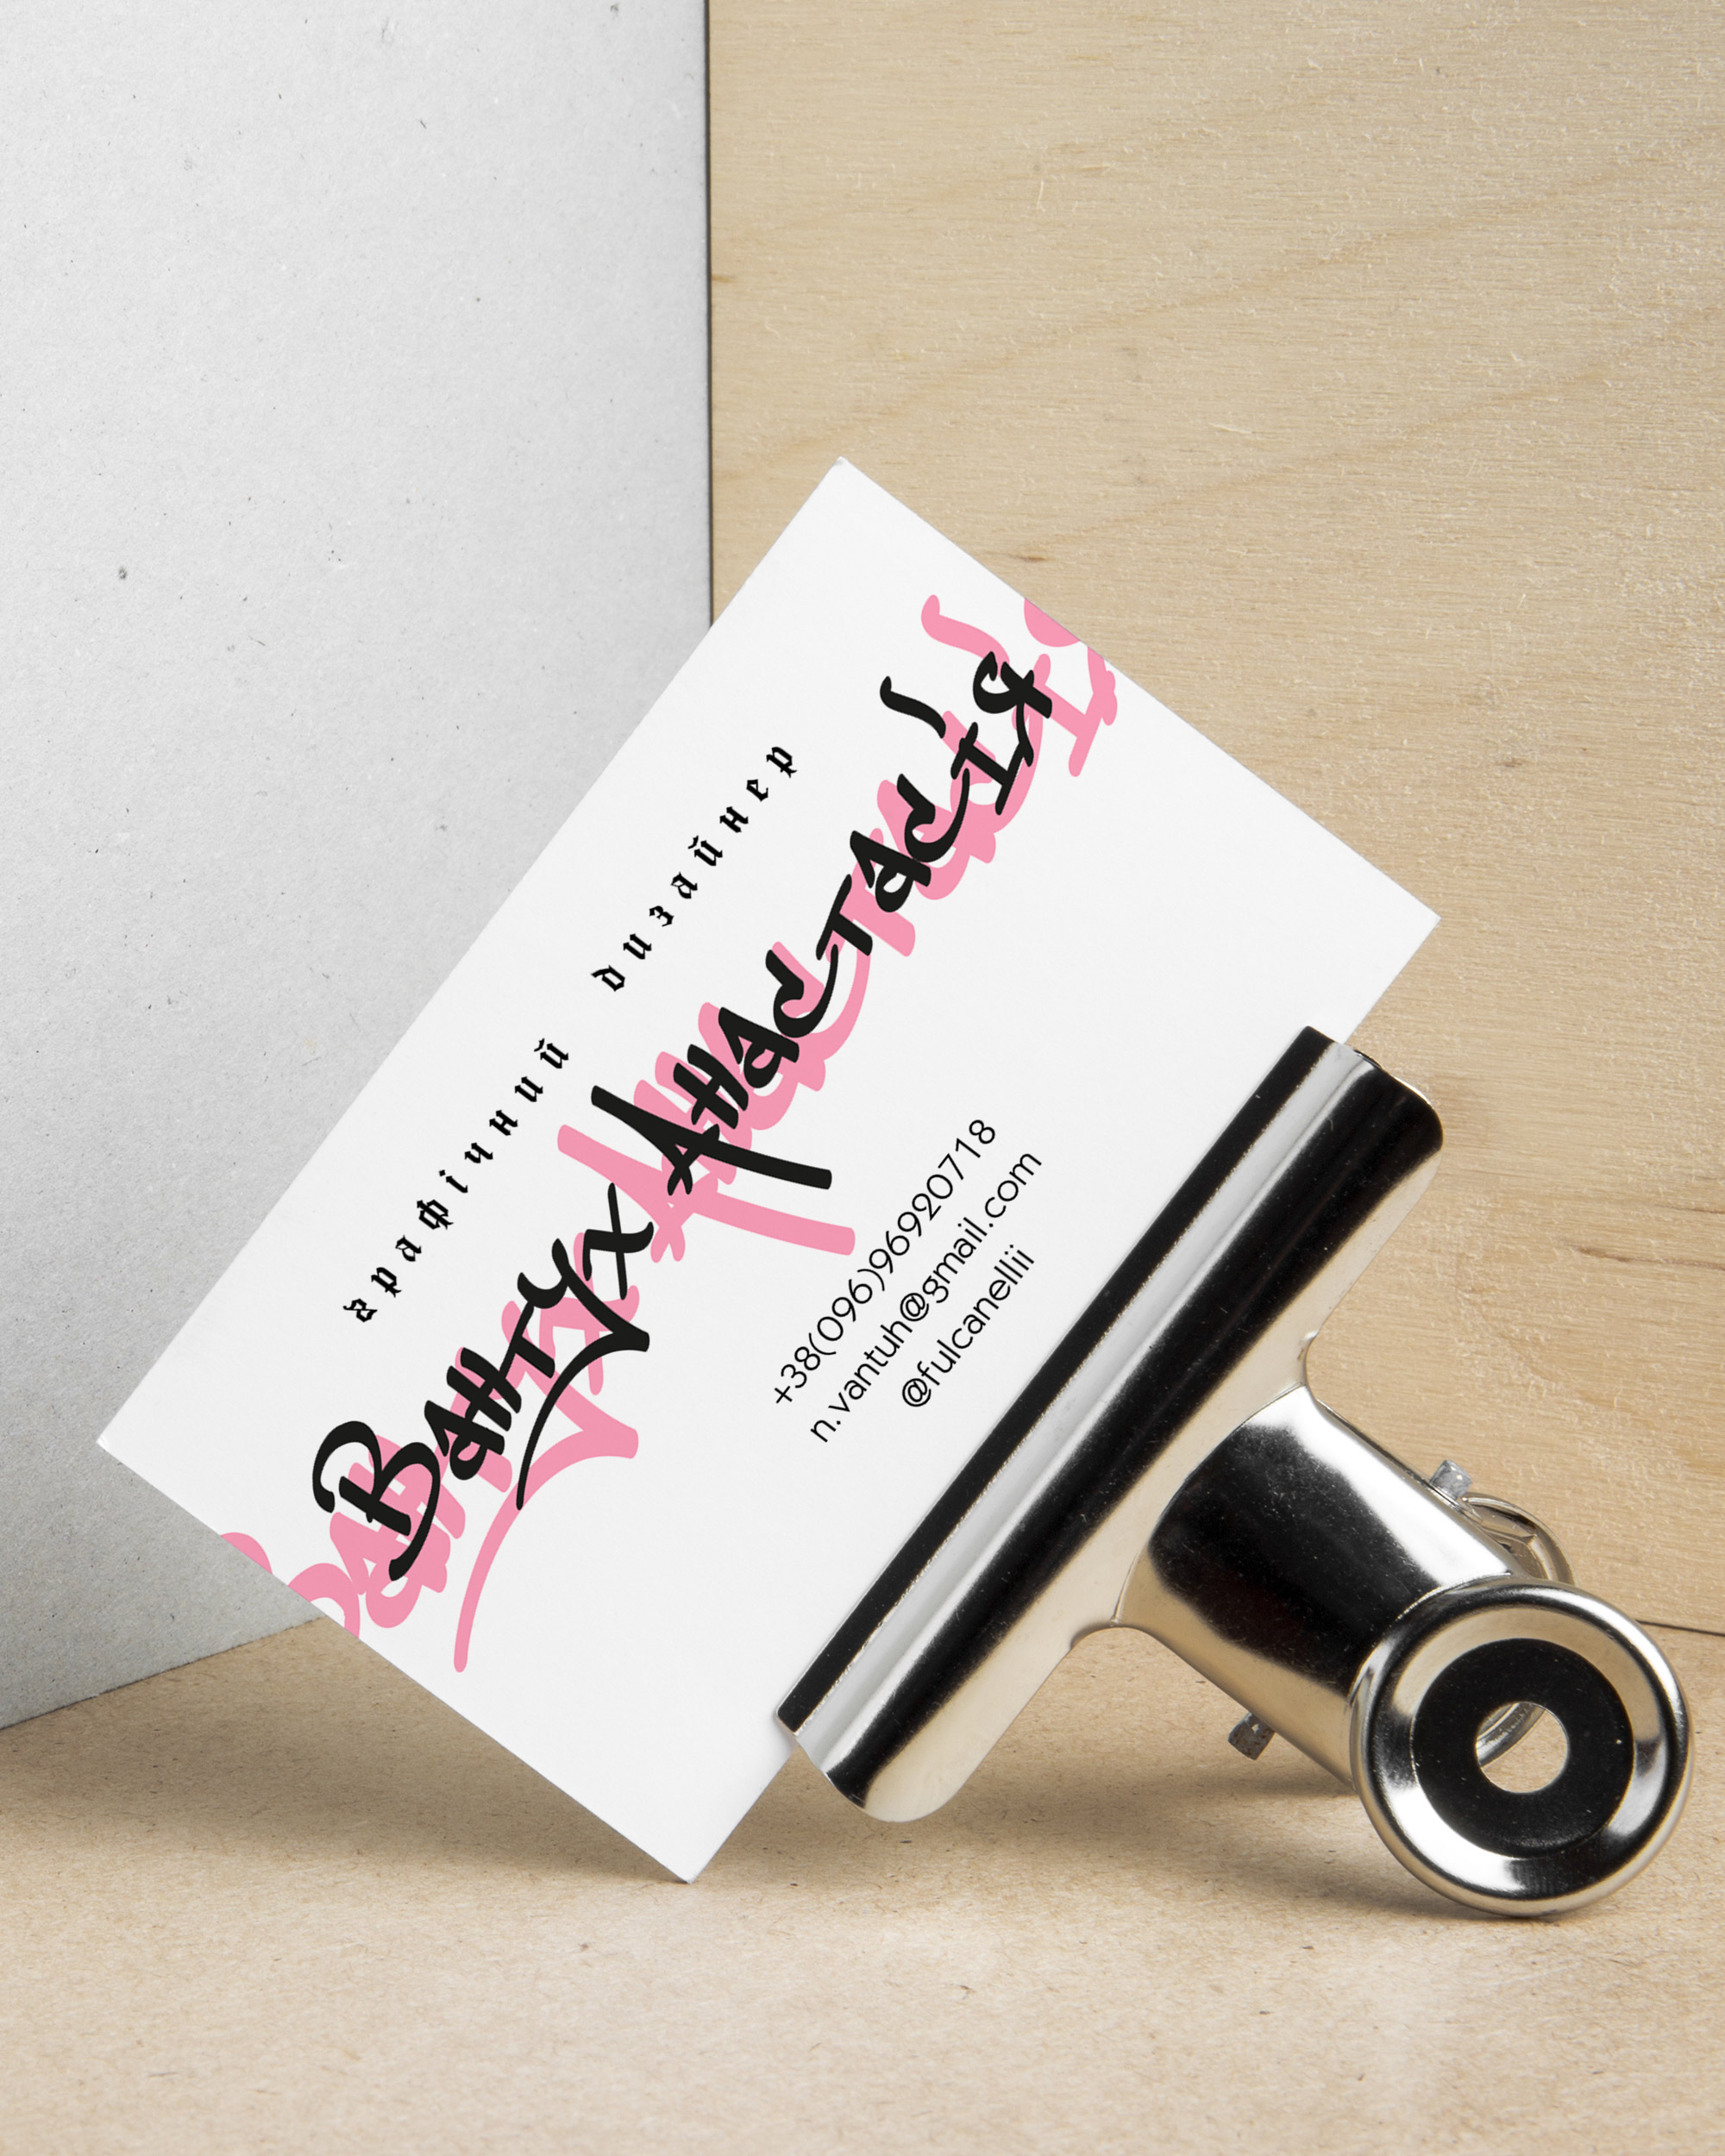 графічний дизайнер
Вантух Анастасія
+38(096)96920718
n.vantuh@gmail.com
@fulcanellii